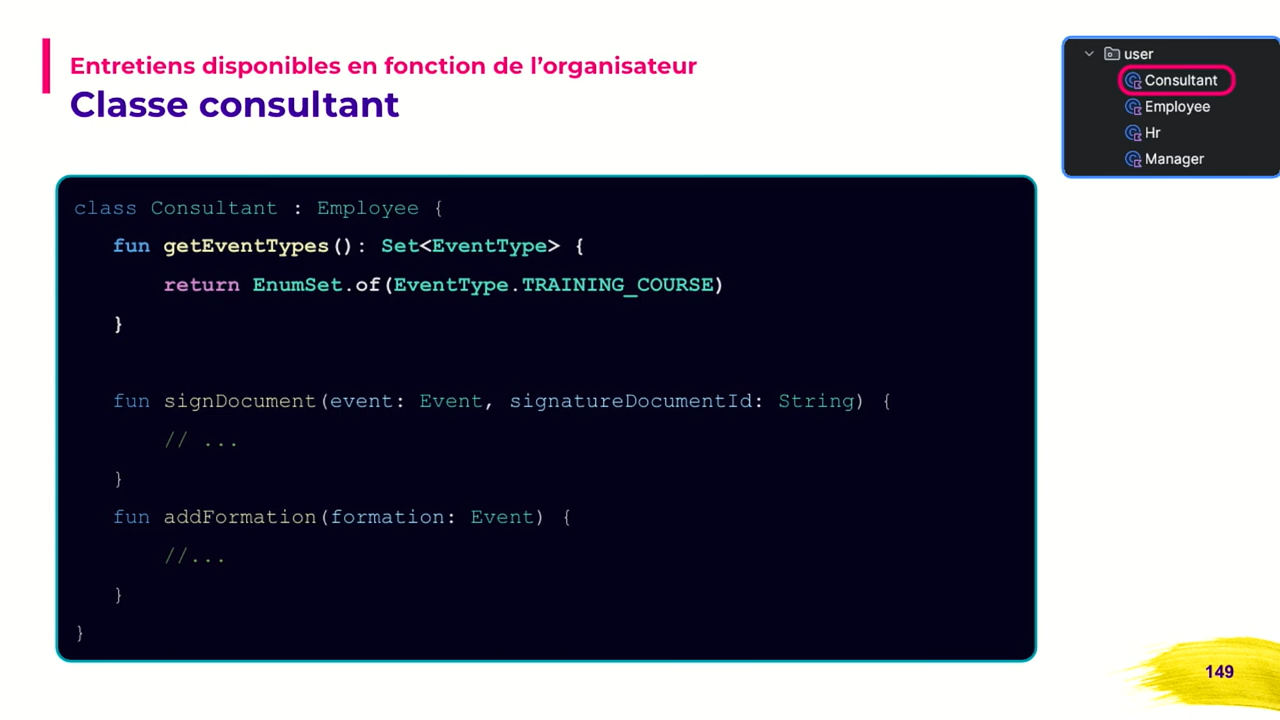 Entretiens disponibles en fonction de l’organisateur
Classe consultant
user
Consultant
Employee
Hr
Manager
class Consultant : Employee {
fun getEventTypes(): Set<EventType> {
return EnumSet.of(EventType.TRAINING_COURSE)
}
fun signDocument(event: Event, signatureDocumentId: String) {
// ...
}
fun addFormation(formation: Event) {
//...
}
}
149